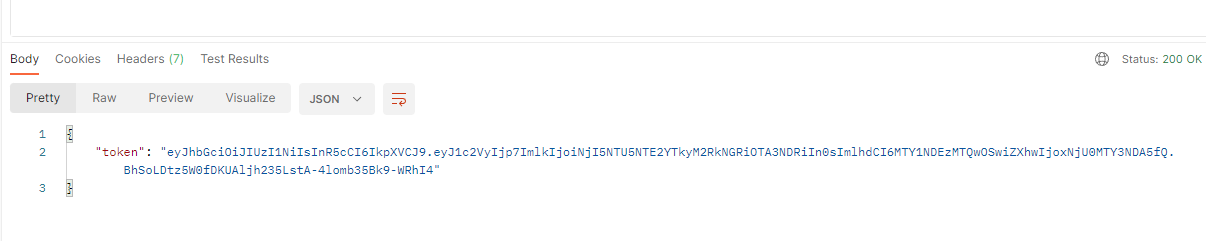 Body Cookies Headers (7) Test Results Status: 200 OK
Pretty Raw Preview Visualize JSON
1 {
2 "token": "eyJhbGciOiJIUzI1NiIsInR5cCI6IkpXVCJ9.eyJ1c2VyIjp7ImlkIjoiNjI5NTU5NTE2YTkyM2RkNGRiOTA3NDRiIn0sImlhdCI6MTY1NDEzMTQwOSwiZXhwIjoxNjU0MTY3NDA5fQ.
BhSoLDtz5W0fDKUAljh235LstA-4lomb35Bk9-WRhI4"
3 }